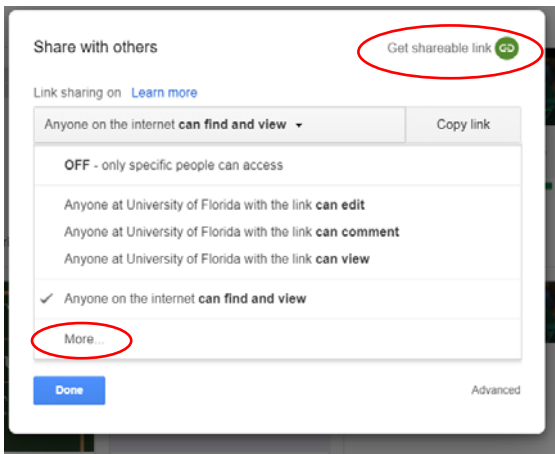 Share with others
Get shareable link
Link sharing on Learn more
Anyone on the internet can find and view
Copy link
OFF - only specific people can access
Anyone at University of Florida with the link can edit
Anyone at University of Florida with the link can comment
Anyone at University of Florida with the link can view
Anyone on the internet can find and view
More...
Done
Advanced